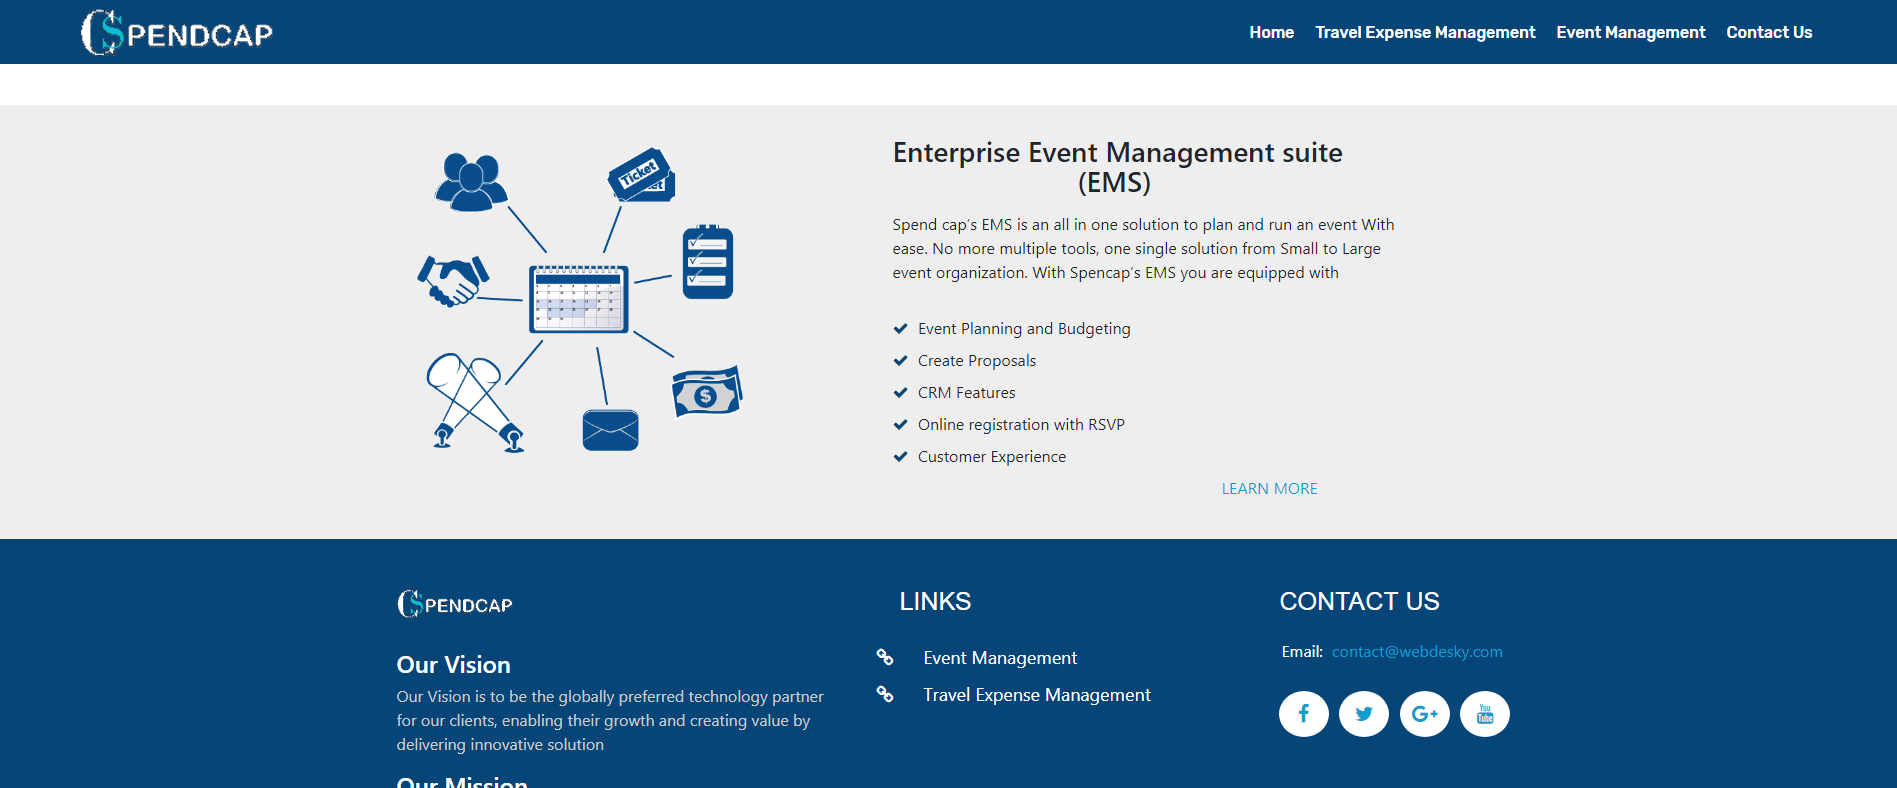 SPENDCAP
Home Travel Expense Management Event Management Contact Us
Ticket
Enterprise Event Management suite
(EMS)
Spend cap's EMS is an all in one solution to plan and run an event With
ease. No more multiple tools, one single solution from Small to Large
event organization. With Spencap's EMS you are equipped with
Event Planning and Budgeting
Create Proposals
CRM Features
Online registration with RSVP
Customer Experience
LEARN MORE
SPENDCAP
Our Vision
Our Vision is to be the globally preferred technology partner
for our clients, enabling their growth and creating value by
delivering innovative solution
Our Mission
LINKS
Event Management
Travel Expense Management
CONTACT US
Email: contact@webdesky.com
You
Tube